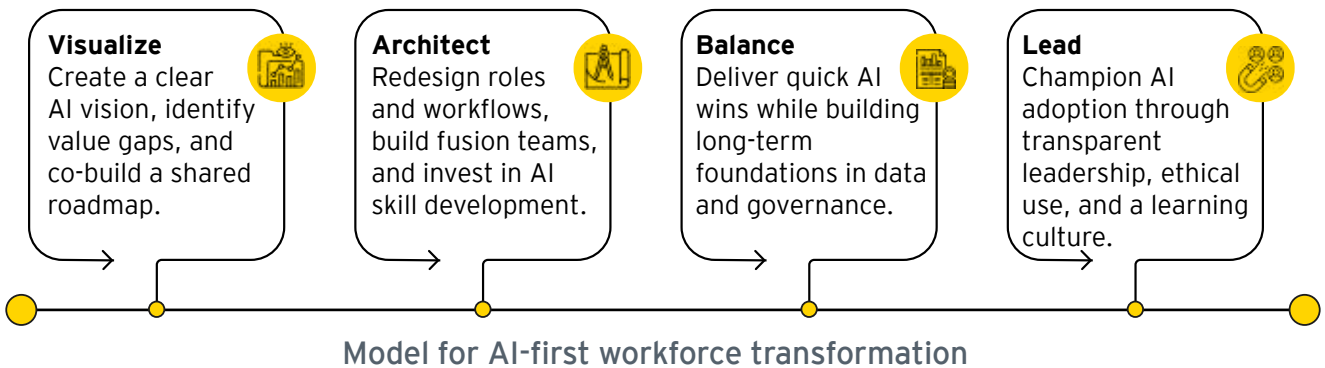 Visualize
Create a clear
AI vision, identify
value gaps, and
co-build a shared
roadmap.
Architect
Redesign roles
and workflows,
build fusion teams,
and invest in AI
skill development.
Balance
Deliver quick AI
wins while building
long-term
foundations in data
and governance.
Lead
Champion AI
adoption through
transparent
leadership, ethical
use, and a learning
culture.
Model for AI-first workforce transformation